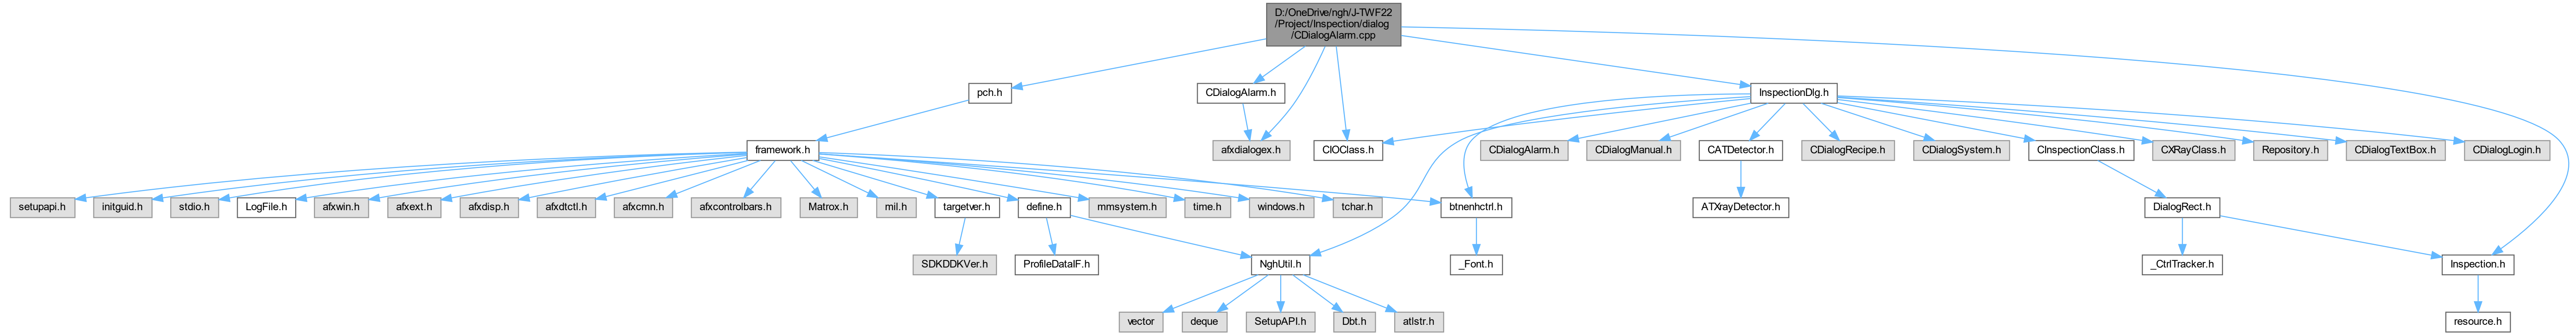 D:/OneDrive/ngh/J-TWF22
/Project/Inspection/dialog
/CDialogAlarm.cpp
pch.h
CDialogAlarm.h
InspectionDlg.h
framework.h
afxdialogex.h
CIOClass.h
CDialogAlarm.h
CDialogManual.h
CATDetector.h
CDialogRecipe.h
CDialogSystem.h
CInspectionClass.h
CXRayClass.h
Repository.h
CDialogTextBox.h
CDialogLogin.h
setupapi.h
initguid.h
stdio.h
LogFile.h
afxwin.h
afxext.h
afxdisp.h
afxdtctl.h
afxcmn.h
afxcontrolbars.h
Matrox.h
mil.h
targetver.h
define.h
mmsystem.h
time.h
windows.h
tchar.h
btnenhctrl.h
ATXrayDetector.h
DialogRect.h
SDKDDKVer.h
ProfileDataIF.h
NghUtil.h
_Font.h
_CtrlTracker.h
Inspection.h
vector
deque
SetupAPI.h
Dbt.h
atlstr.h
resource.h